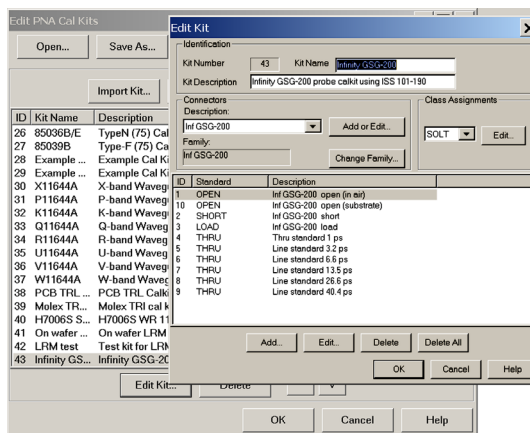 Edit PNA Cal Kits
Open...
Save As...
Import Kit...
ID Kit Name Description
26 85036B/E TypeN (75) Cal
27 85039B Type-F (75) Cal
28 Example ... Example Cal Ki
29 Example ... Example Cal Ki
30 X11644A X-band Waveg
31 P11644A P-band Waveg
32 K11644A K-band Waveg
33 Q11644A Q-band Waveg
34 R11644A R-band Waveg
35 U11644A U-band Waveg
36 V11644A V-band Waveg
37 W11644A W-band Waveg
38 PCB TRL ... PCB TRL Calki
39 Molex TR... Molex TRl cal k
40 H7006S S... H7006S WR 11
41 On wafer ... On wafer LRM
42 LRM test Test kit for LRM
43 Infinity GS... Infinity GSG-20
Edit Kit...
Delete
OK
Cancel
Help
Edit Kit
Identification
Kit Number 43 Kit Name Infinity GSG-200
Kit Description Infinity GSG-200 probe calkit using ISS 101-190
Connectors
Description:
Inf GSG-200
Add or Edit...
Family:
Inf GSG-200
Change Family...
Class Assignments
SOLT
Edit...
ID Standard Description
1 OPEN Inf GSG-200 open (in air)
10 OPEN Inf GSG-200 open (substrate)
2 SHORT Inf GSG-200 short
3 LOAD Inf GSG-200 load
4 THRU Thru standard 1 ps
5 THRU Line standard 3.2 ps
6 THRU Line standard 6.6 ps
7 THRU Line standard 13.5 ps
8 THRU Line standard 26.6 ps
9 THRU Line standard 40.4 ps
Add...
Edit...
Delete
Delete All
OK
Cancel
Help